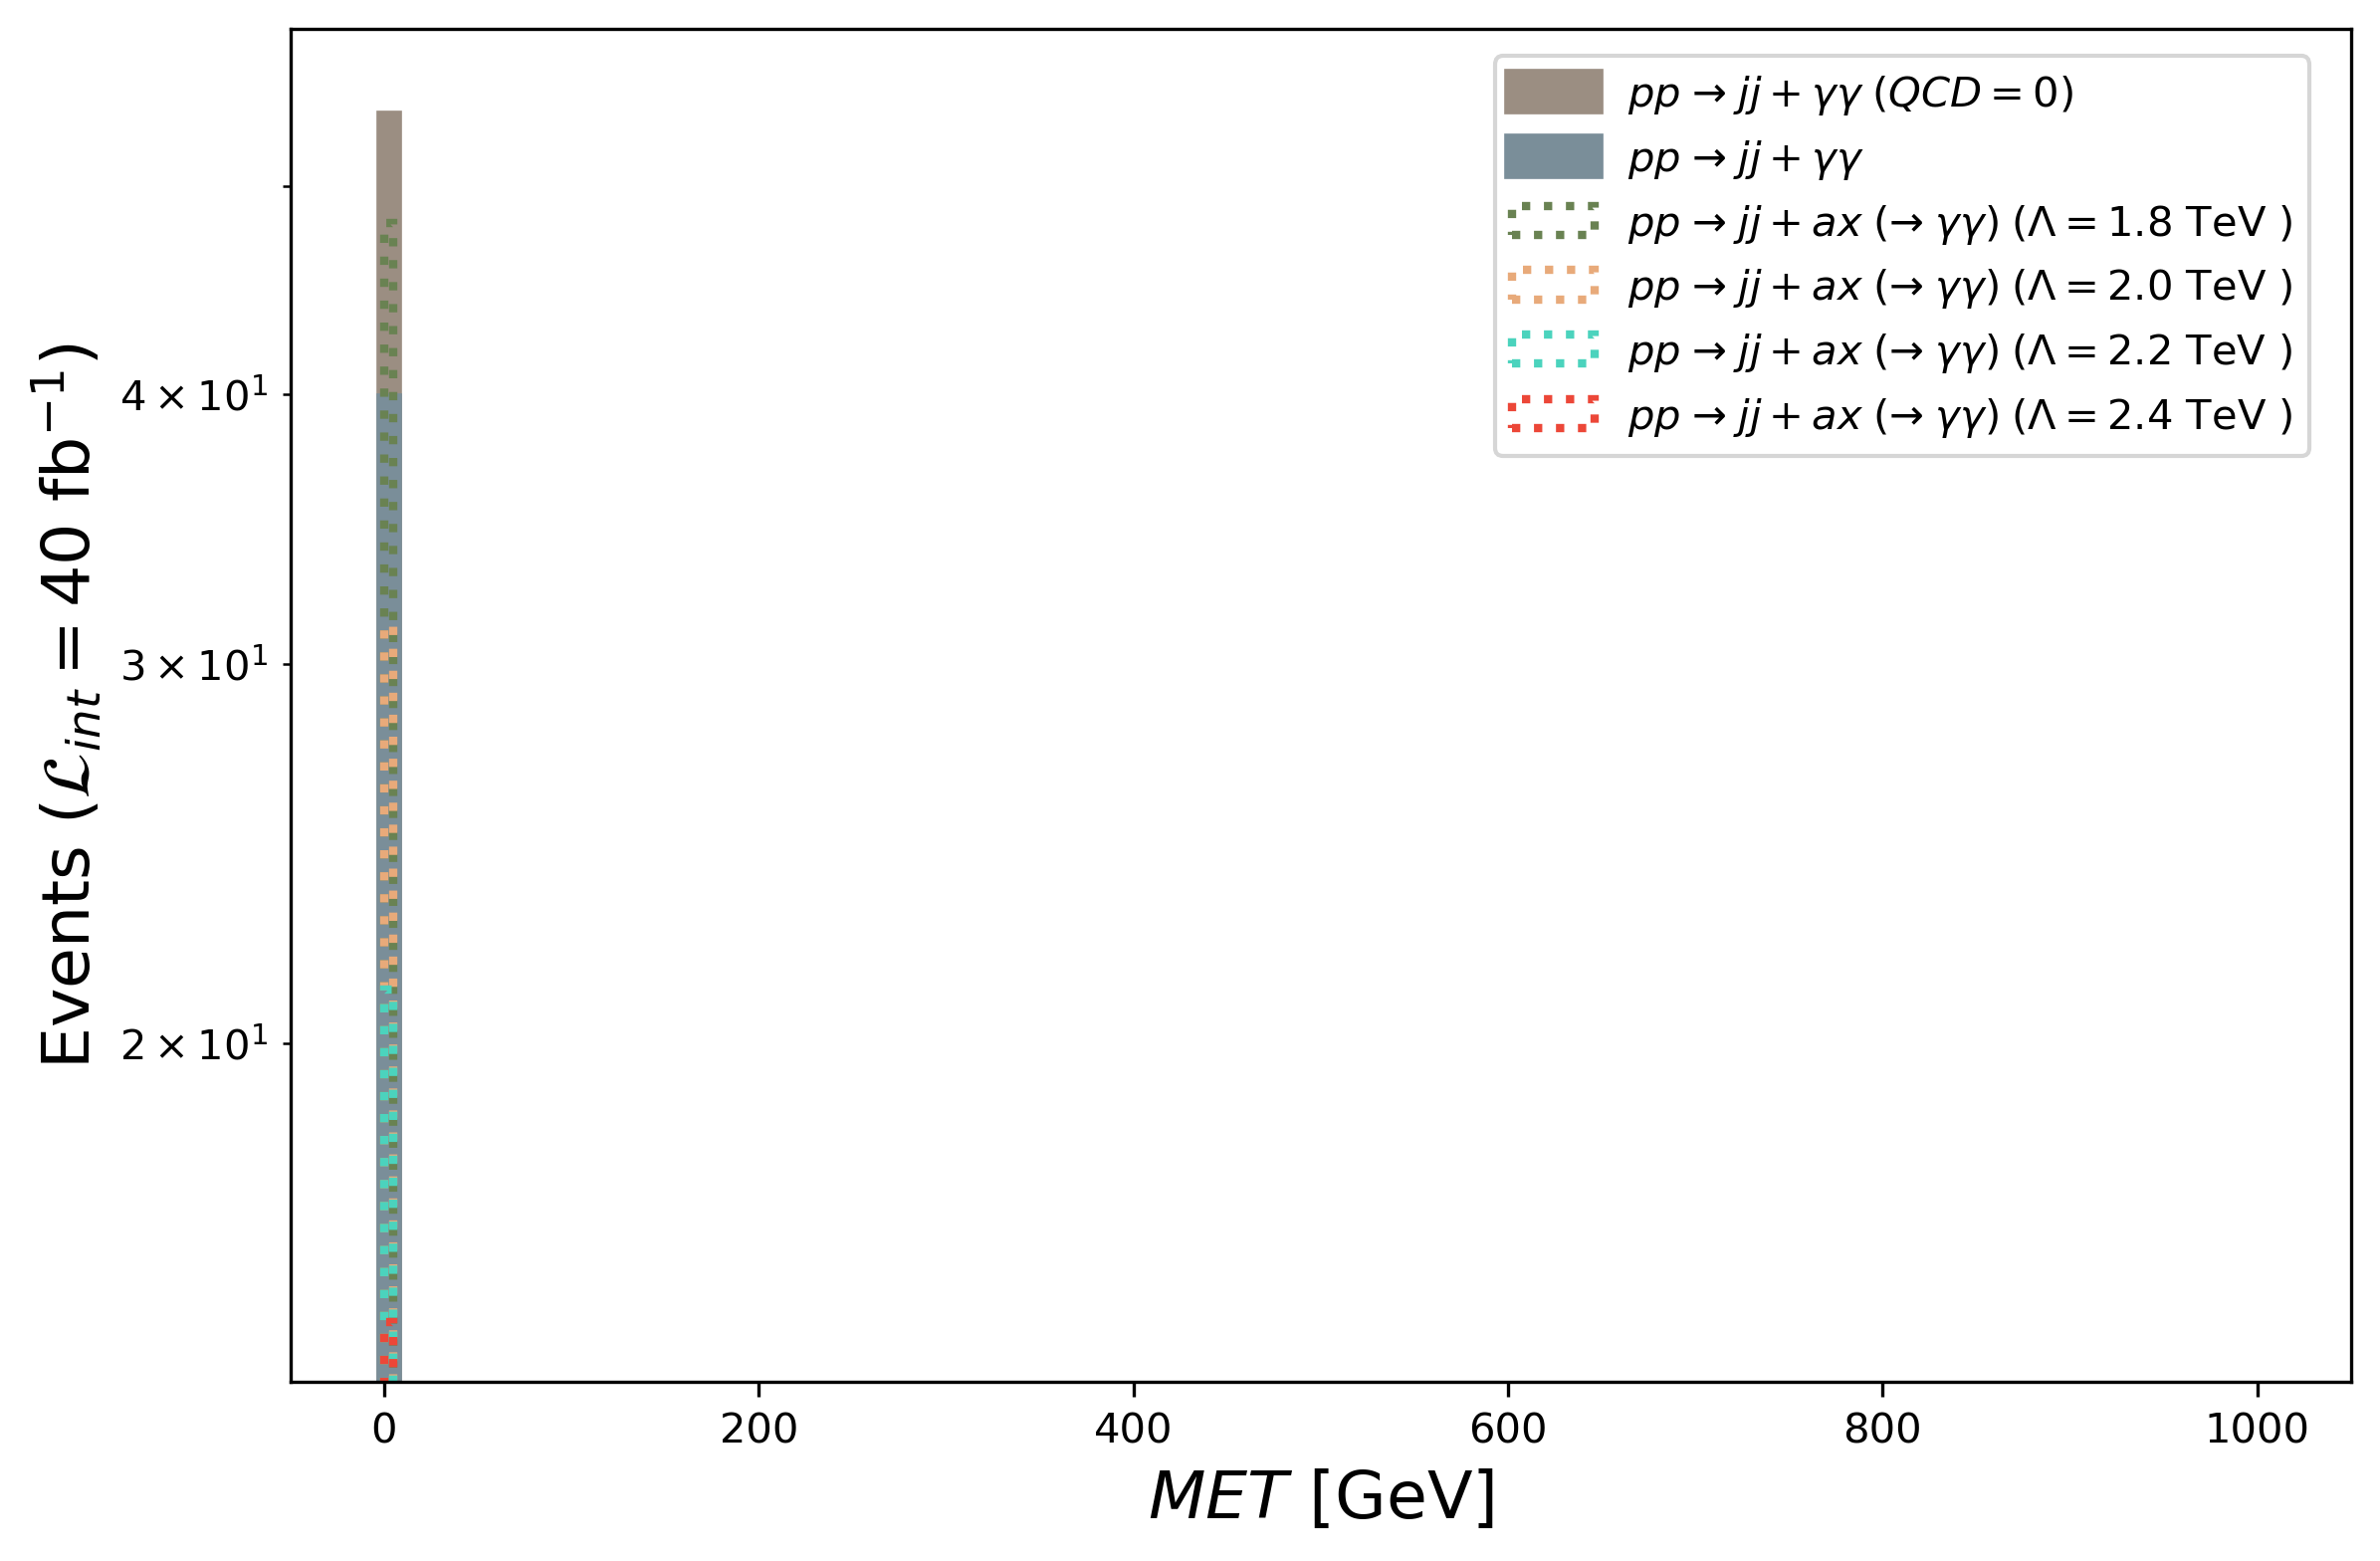 pp → jj + γγ (QCD = 0)
pp → jj + γγ
pp → jj + ax (→ γγ) (Λ = 1.8 TeV )
pp → jj + ax (→ γγ) (Λ = 2.0 TeV )
pp → jj + ax (→ γγ) (Λ = 2.2 TeV )
pp → jj + ax (→ γγ) (Λ = 2.4 TeV )
Events (ℒ_int = 40 fb⁻¹)
4 × 10¹
3 × 10¹
2 × 10¹
0 200 400 600 800 1000
MET [GeV]